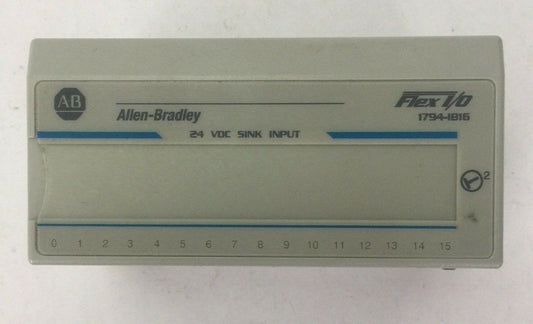 AB
Allen-Bradley
Flex I/O
1794-IB16
24 VDC SINK INPUT
2
0 1 2 3 4 5 6 7 8 9 10 11 12 13 14 15